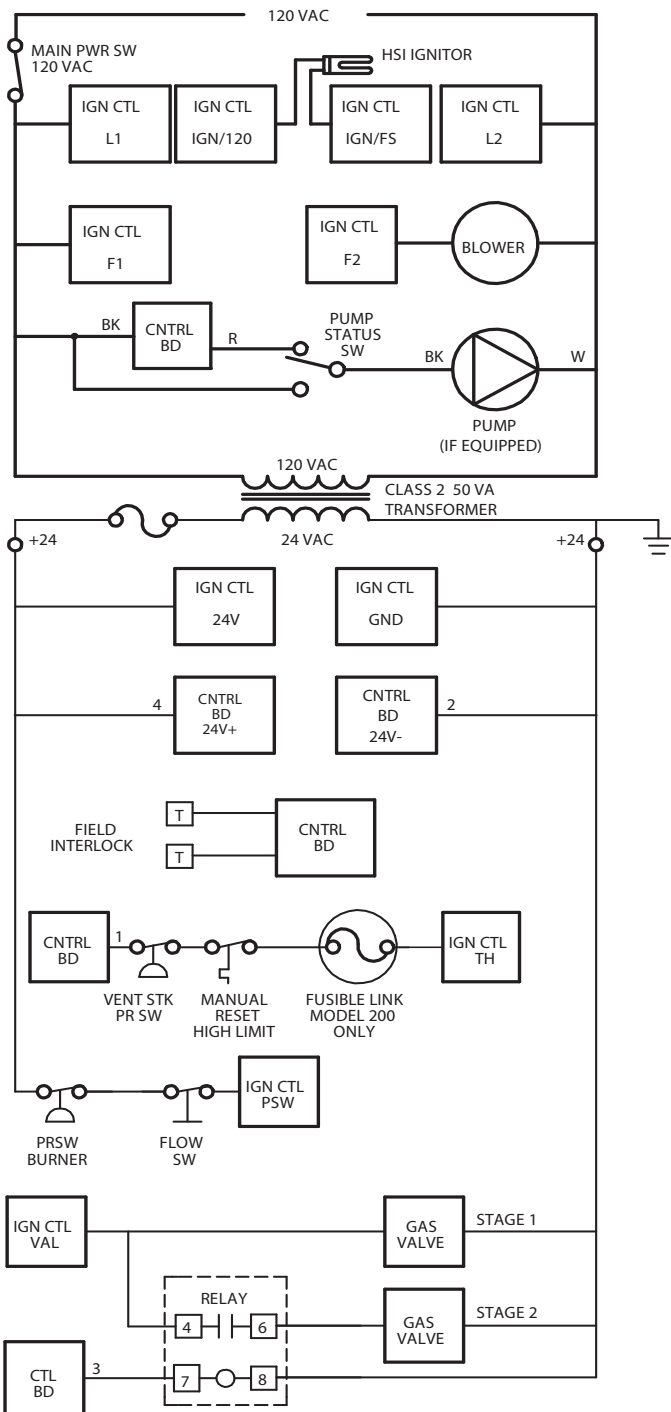 120 VAC
MAIN PWR SW
120 VAC
HSI IGNITOR
IGN CTL
L1
IGN CTL
IGN/120
IGN CTL
IGN/FS
IGN CTL
L2
IGN CTL
F1
IGN CTL
F2
BLOWER
BK
CNTRL
BD
R
PUMP
STATUS
SW
BK
W
PUMP
(IF EQUIPPED)
120 VAC
CLASS 2 50 VA
TRANSFORMER
+24
24 VAC
+24
IGN CTL
24V
IGN CTL
GND
4
CNTRL
BD
24V+
CNTRL
BD
24V-
2
FIELD
INTERLOCK
T
T
CNTRL
BD
CNTRL
BD
1
VENT STK
PR SW
MANUAL
RESET
HIGH LIMIT
FUSIBLE LINK
MODEL 200
ONLY
IGN CTL
TH
PRSW
BURNER
FLOW
SW
IGN CTL
PSW
IGN CTL
VAL
GAS
VALVE
STAGE 1
RELAY
4
6
GAS
VALVE
STAGE 2
CTL
BD
3
7
8